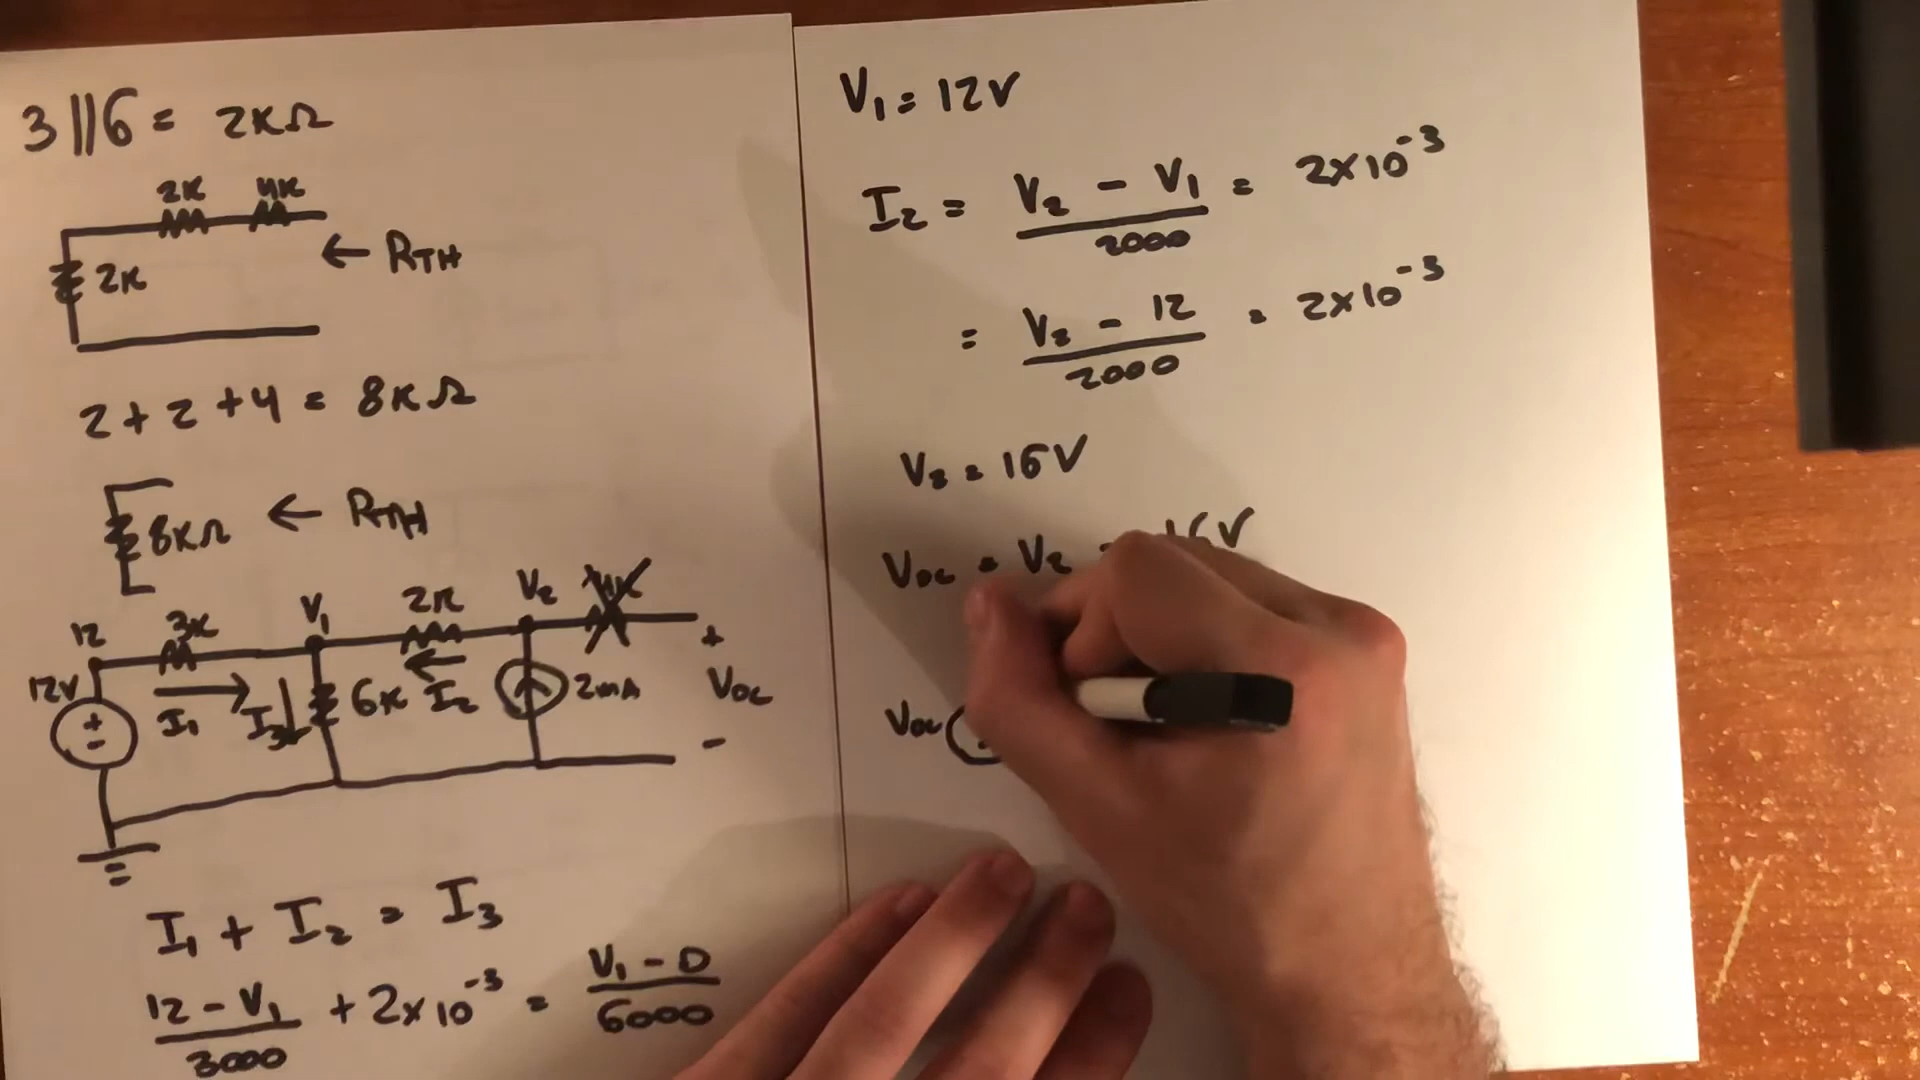 3||6 = 2KΩ
2K 4K
← RTH
2K
2+2+4 = 8KΩ
8KΩ ← RTH
12 3K V1 2K V2
12V + - I1 I3 6K I2 2mA + VOC -
I1 + I2 = I3
12 - V1 / 3000 + 2x10^-3 = V1 - 0 / 6000
V1 = 12V
I2 = V2 - V1 / 2000 = 2x10^-3
= V2 - 12 / 2000 = 2x10^-3
V2 = 16V
VOC = V2 = 16V
VOC